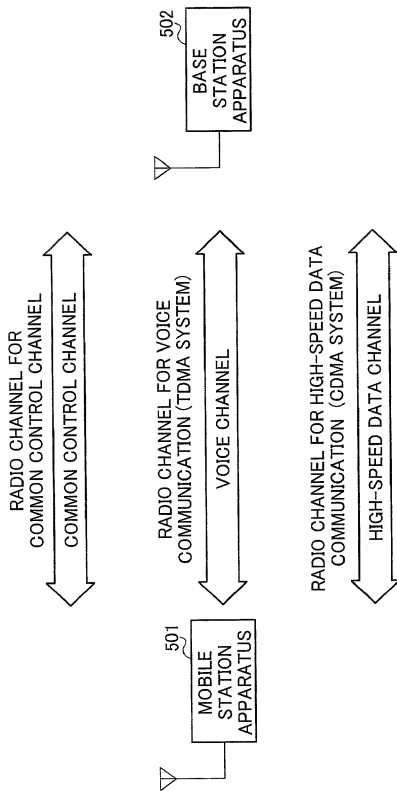 RADIO CHANNEL FOR
COMMON CONTROL CHANNEL
COMMON CONTROL CHANNEL
501
MOBILE
STATION
APPARATUS
RADIO CHANNEL FOR VOICE
COMMUNICATION (TDMA SYSTEM)
VOICE CHANNEL
502
BASE
STATION
APPARATUS
RADIO CHANNEL FOR HIGH-SPEED DATA
COMMUNICATION (CDMA SYSTEM)
HIGH-SPEED DATA CHANNEL